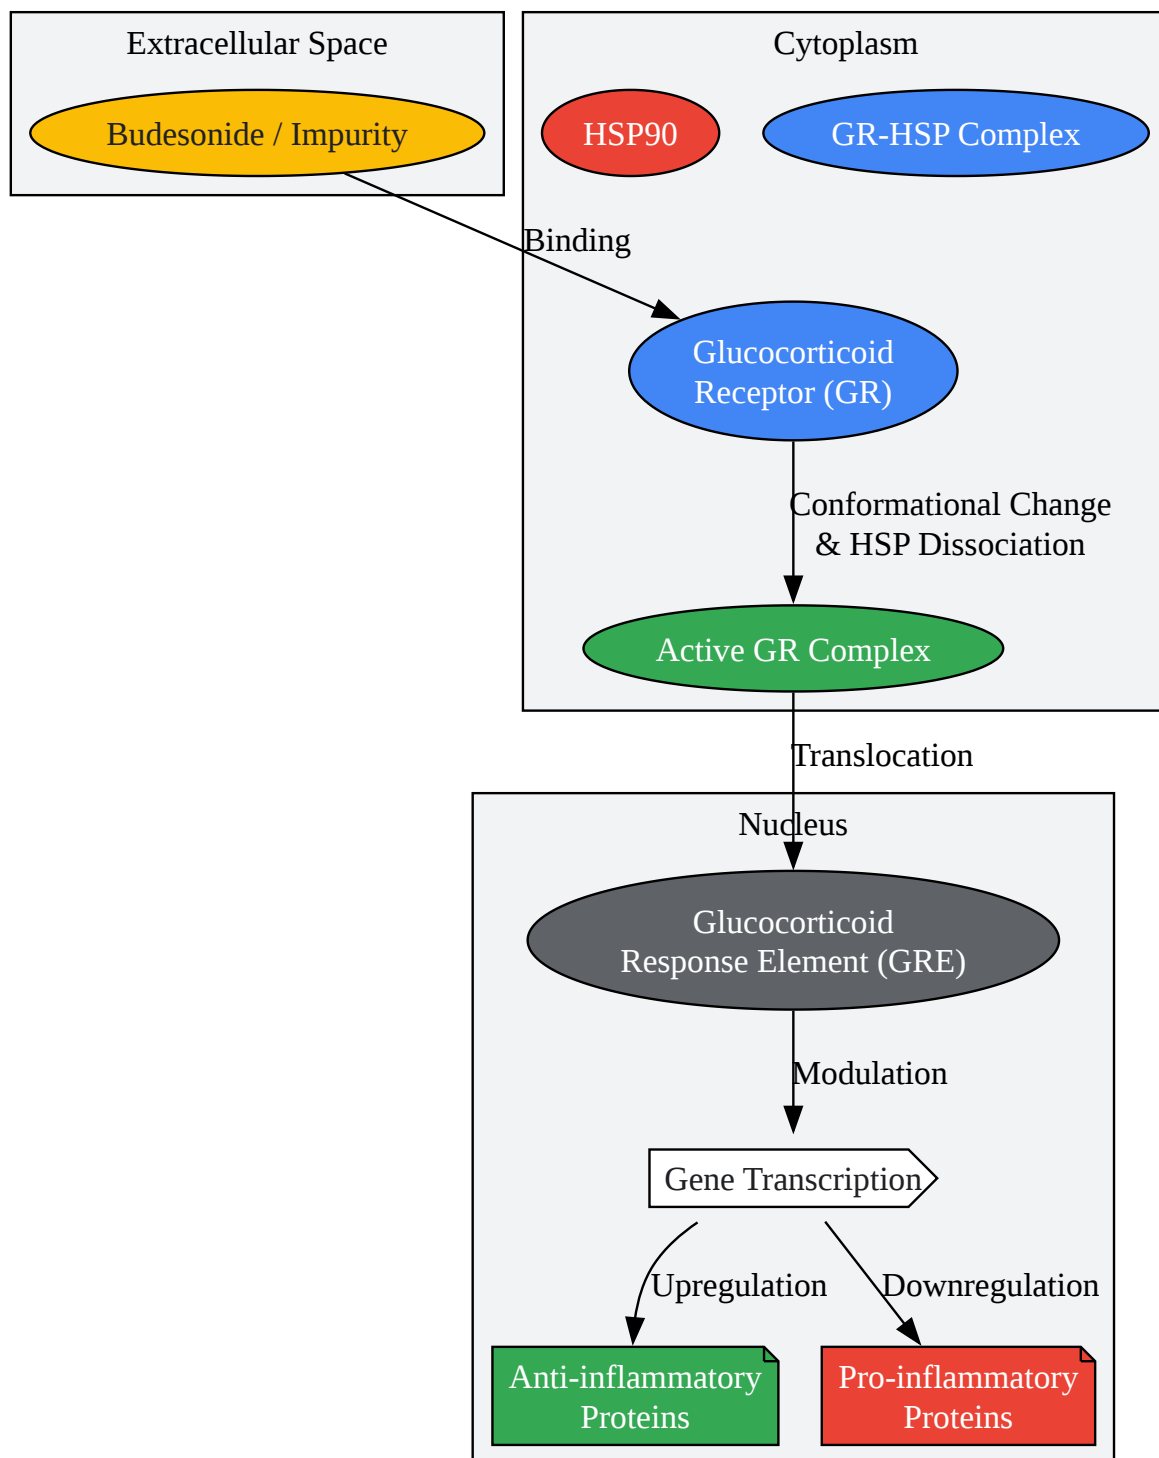 Extracellular Space
Cytoplasm
Budesonide / Impurity
HSP90
GR-HSP Complex
Binding
Glucocorticoid
Receptor (GR)
Conformational Change
& HSP Dissociation
Active GR Complex
Translocation
Nucleus
Glucocorticoid
Response Element (GRE)
Modulation
Gene Transcription
Upregulation
Downregulation
Anti-inflammatory
Proteins
Pro-inflammatory
Proteins